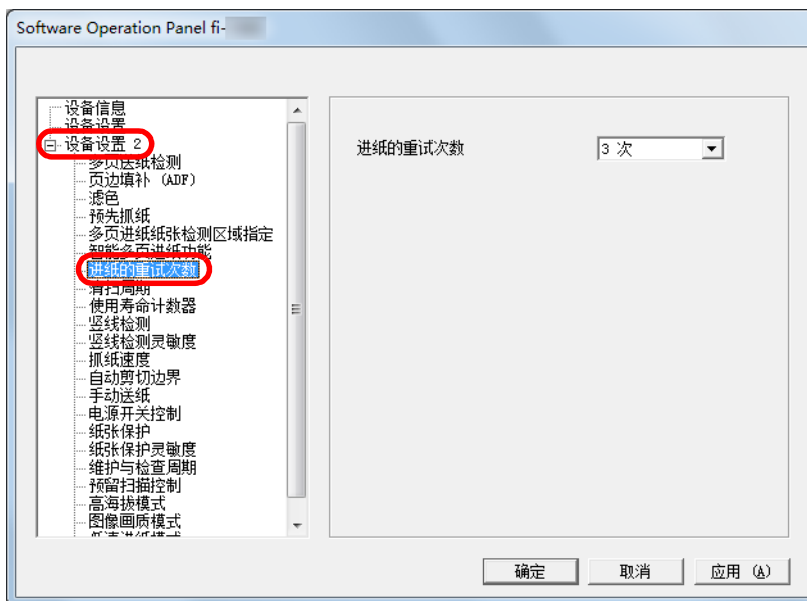 Software Operation Panel fi-
设备信息
设备设置
设备设置 2
多页送纸检测
页边填补 (ADF)
滤色
预先抓纸
多页进纸纸张检测区域指定
智能多页进纸功能
进纸的重试次数
清扫周期
使用寿命计数器
竖线检测
竖线检测灵敏度
抓纸速度
自动剪切边界
手动送纸
电源开关控制
纸张保护
纸张保护灵敏度
维护与检查周期
预留扫描控制
高海拔模式
图像画质模式
低速进纸模式
进纸的重试次数
3 次
确定
取消
应用 (A)